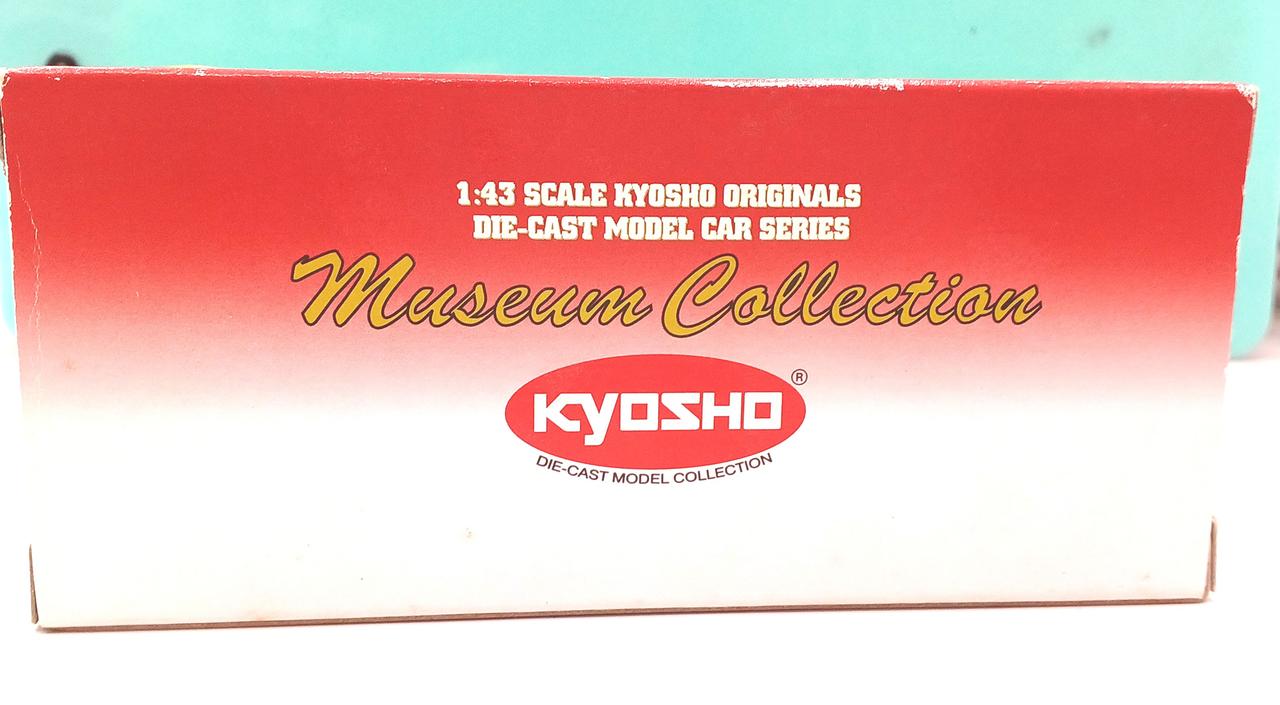 1:43 SCALE KYOSHO ORIGINALS
DIE-CAST MODEL CAR SERIES
Museum Collection
KYOSHO ®
DIE-CAST MODEL COLLECTION